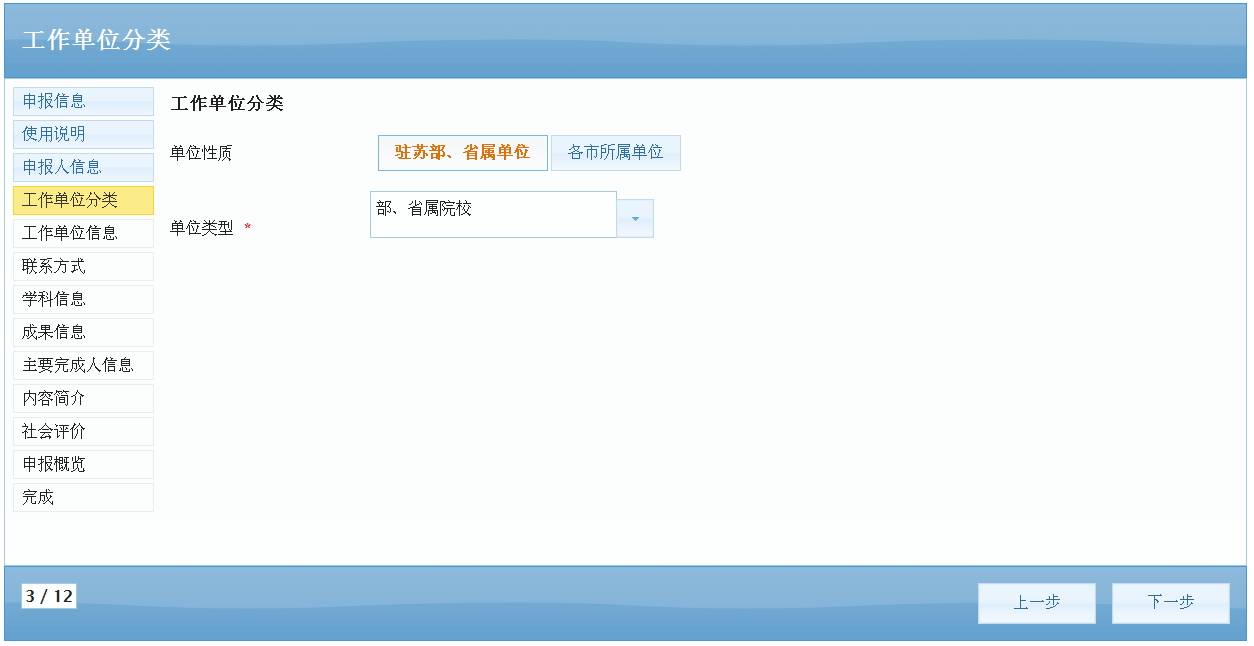 工作单位分类
申报信息
使用说明
申报人信息
工作单位分类
工作单位信息
联系方式
学科信息
成果信息
主要完成人信息
内容简介
社会评价
申报概览
完成
工作单位分类
单位性质 驻苏部、省属单位 各市所属单位
单位类型 * 部、省属院校
3 / 12 上一步 下一步